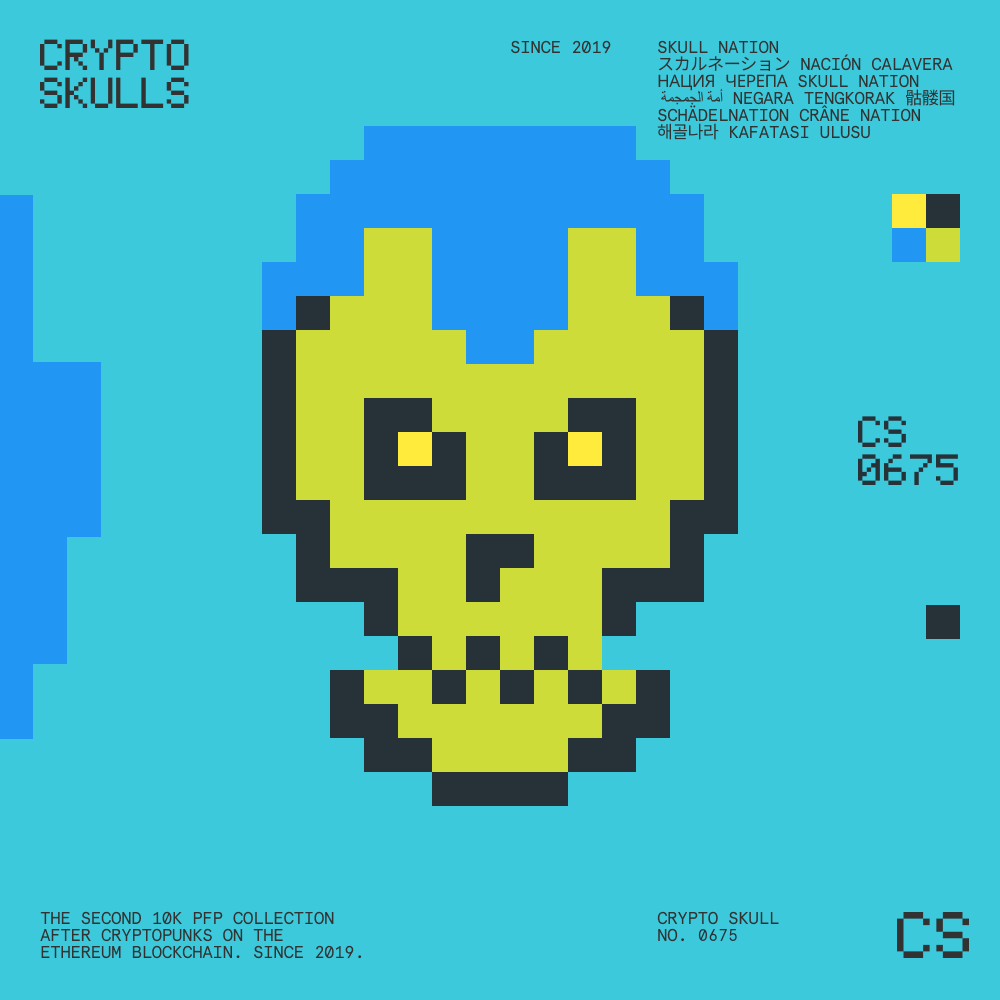 CRYPTO
SKULLS
SINCE 2019
SKULL NATION
スカルネーション NACIÓN CALAVERA
НАЦИЯ ЧЕРЕПА SKULL NATION
أمة الجمجمة NEGARA TENGKORAK 骷髅国
SCHÄDELNATION CRÂNE NATION
해골나라 KAFATASI ULUSU
CS
0675
THE SECOND 10K PFP COLLECTION
AFTER CRYPTOPUNKS ON THE
ETHEREUM BLOCKCHAIN. SINCE 2019.
CRYPTO SKULL
NO. 0675
CS